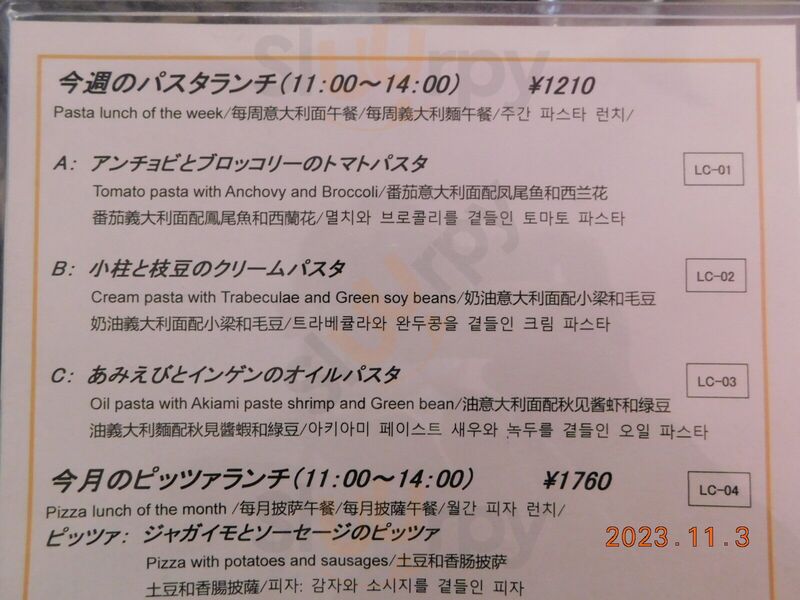 今週のパスタランチ(11:00～14:00) ¥1210
Pasta lunch of the week/每周意大利面午餐/每周義大利麵午餐/주간 파스타 런치/
A: アンチョビとブロッコリーのトマトパスタ LC-01
Tomato pasta with Anchovy and Broccoli/番茄意大利面配凤尾鱼和西兰花
番茄義大利面配鳳尾魚和西蘭花/멸치와 브로콜리를 곁들인 토마토 파스타
B: 小柱と枝豆のクリームパスタ LC-02
Cream pasta with Trabeculae and Green soy beans/奶油意大利面配小梁和毛豆
奶油義大利面配小梁和毛豆/트라베큘라와 완두콩을 곁들인 크림 파스타
C: あみえびとインゲンのオイルパスタ LC-03
Oil pasta with Akiami paste shrimp and Green bean/油意大利面配秋见酱虾和绿豆
油義大利麵配秋見醬蝦和綠豆/아키아미 페이스트 새우와 녹두를 곁들인 오일 파스타
今月のピッツァランチ(11:00～14:00) ¥1760
Pizza lunch of the month /每月披萨午餐/每月披薩午餐/월간 피자 런치/ LC-04
ピッツァ: ジャガイモとソーセージのピッツァ
Pizza with potatoes and sausages/土豆和香肠披萨
土豆和香腸披薩/피자: 감자와 소시지를 곁들인 피자
2023.11.3
Sluurpy
Sluurpy